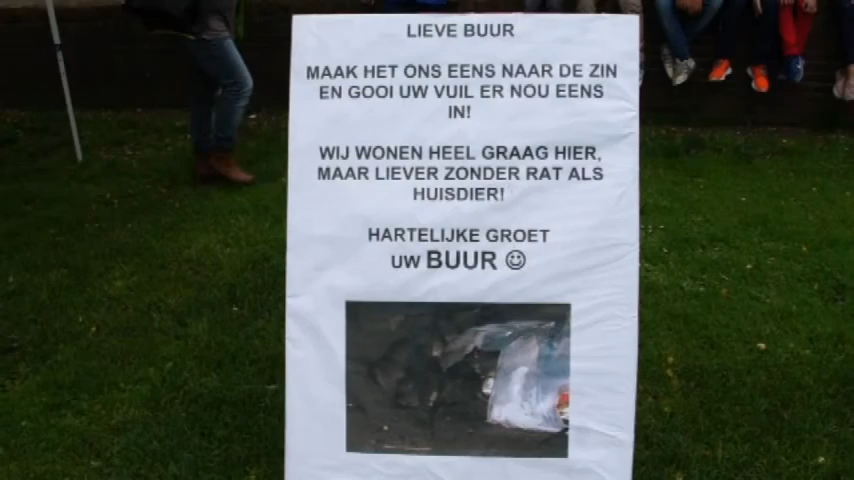 LIEVE BUUR
MAAK HET ONS EENS NAAR DE ZIN
EN GOOI UW VUIL ER NOU EENS
IN!
WIJ WONEN HEEL GRAAG HIER,
MAAR LIEVER ZONDER RAT ALS
HUISDIER!
HARTELIJKE GROET
UW BUUR ☺